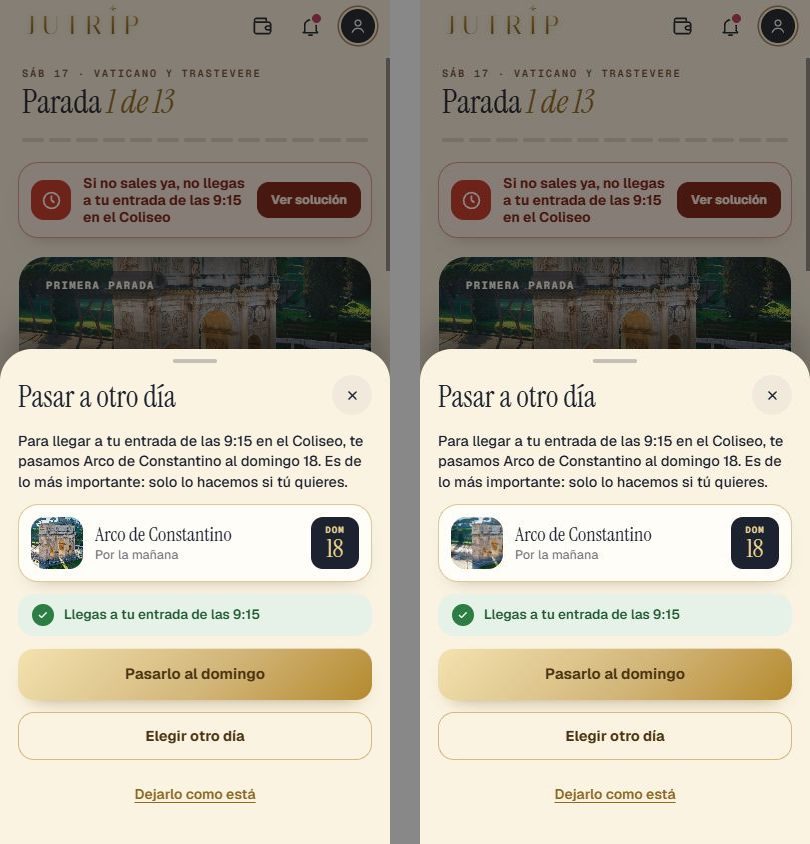 JUTRIP
SÁB 17 · VATICANO Y TRASTEVERE
Parada 1 de 13
Si no sales ya, no llegas
a tu entrada de las 9:15
en el Coliseo
Ver solución
PRIMERA PARADA
Pasar a otro día
Para llegar a tu entrada de las 9:15 en el Coliseo, te
pasamos Arco de Constantino al domingo 18. Es de
lo más importante: solo lo hacemos si tú quieres.
Arco de Constantino
Por la mañana
DOM
18
Llegas a tu entrada de las 9:15
Pasarlo al domingo
Elegir otro día
Dejarlo como está
JUTRIP
SÁB 17 · VATICANO Y TRASTEVERE
Parada 1 de 13
Si no sales ya, no llegas
a tu entrada de las 9:15
en el Coliseo
Ver solución
PRIMERA PARADA
Pasar a otro día
Para llegar a tu entrada de las 9:15 en el Coliseo, te
pasamos Arco de Constantino al domingo 18. Es de
lo más importante: solo lo hacemos si tú quieres.
Arco de Constantino
Por la mañana
DOM
18
Llegas a tu entrada de las 9:15
Pasarlo al domingo
Elegir otro día
Dejarlo como está